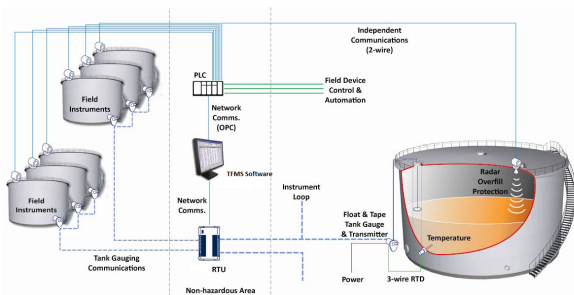 Independent
Communications
(2-wire)
PLC
Field Device
Control &
Automation
Field
Instruments
Network
Comms.
(OPC)
TFMS Software
Radar
Overfill
Protection
Field
Instruments
Network
Comms.
Instrument
Loop
Float & Tape
Tank Gauge
& Transmitter
Temperature
Tank Gauging
Communications
RTU
Power
3-wire RTD
Non-hazardous Area